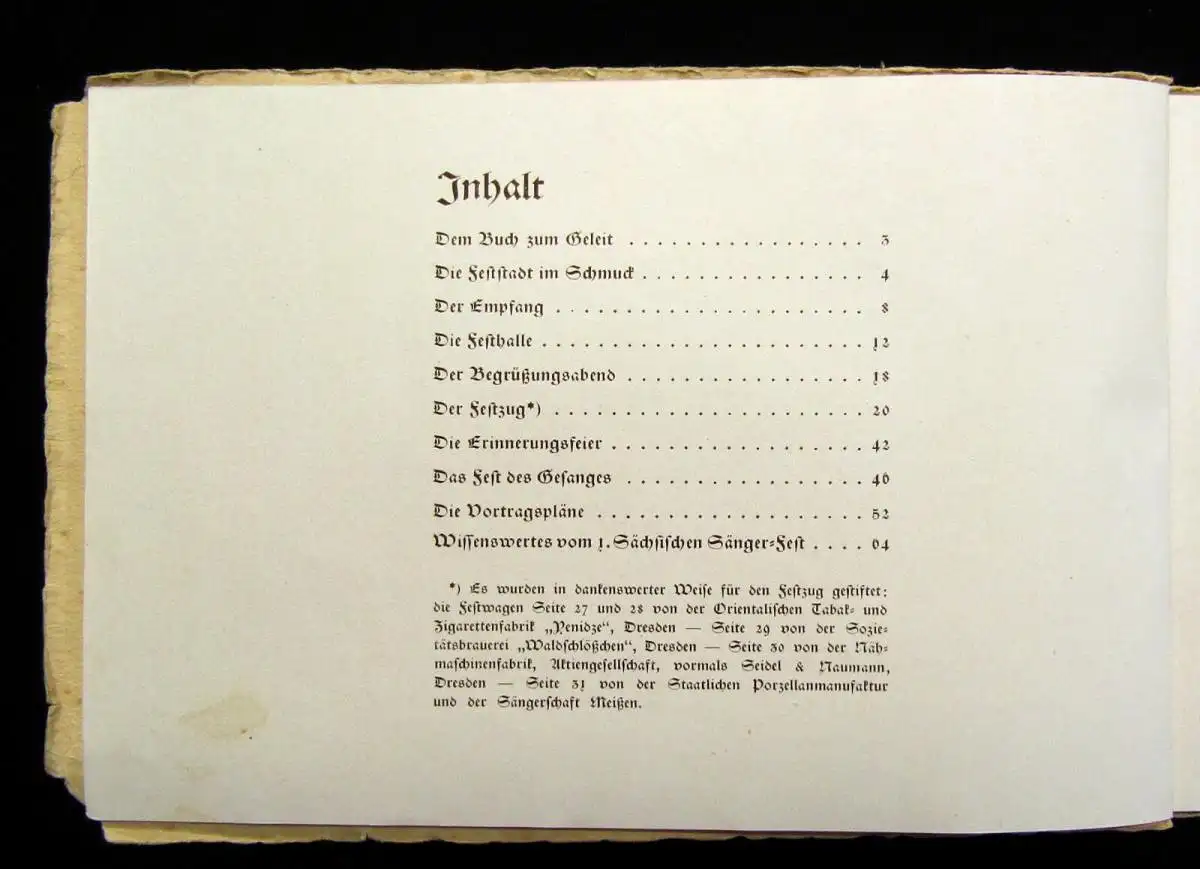 Inhalt
Dem Buch zum Geleit . . . . . . . . . . . . . . . . . 3
Die Feststadt im Schmuck . . . . . . . . . . . . . . . . 4
Der Empfang . . . . . . . . . . . . . . . . . . . . . . 8
Die Festhalle . . . . . . . . . . . . . . . . . . . . . . . 12
Der Begrüßungsabend . . . . . . . . . . . . . . . . . 18
Der Festzug*) . . . . . . . . . . . . . . . . . . . . . . 20
Die Erinnerungsfeier . . . . . . . . . . . . . . . . . . 42
Das Fest des Gesanges . . . . . . . . . . . . . . . . . 46
Die Vortragspläne . . . . . . . . . . . . . . . . . . . 52
Wissenswertes vom 1. Sächsischen Sänger-Fest . . . . 64
*) Es wurden in dankenswerter Weise für den Festzug gestiftet:
die Festwagen Seite 27 und 28 von der Orientalischen Tabak- und
Zigarettenfabrik „Yenidze“, Dresden — Seite 29 von der Sozie-
tätsbrauerei „Waldschlößchen“, Dresden — Seite 30 von der Näh-
maschinenfabrik, Aktiengesellschaft, vormals Seidel & Naumann,
Dresden — Seite 31 von der Staatlichen Porzellanmanufaktur
und der Sängerschaft Meißen.